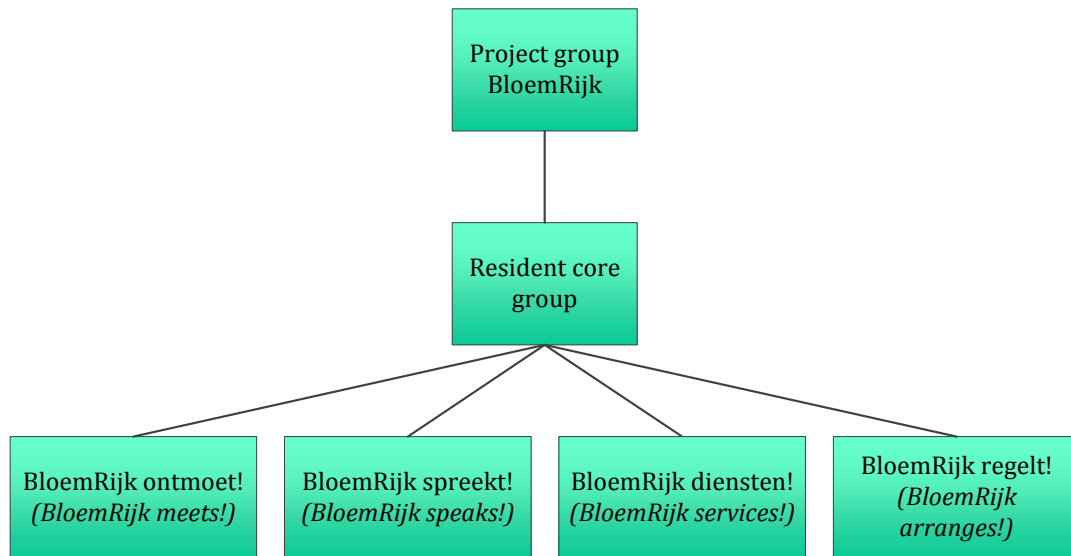 Project group
BloemRijk
Resident core
group
BloemRijk ontmoet!
(BloemRijk meets!)
BloemRijk spreekt!
(BloemRijk speaks!)
BloemRijk diensten!
(BloemRijk services!)
BloemRijk regelt!
(BloemRijk
arranges!)